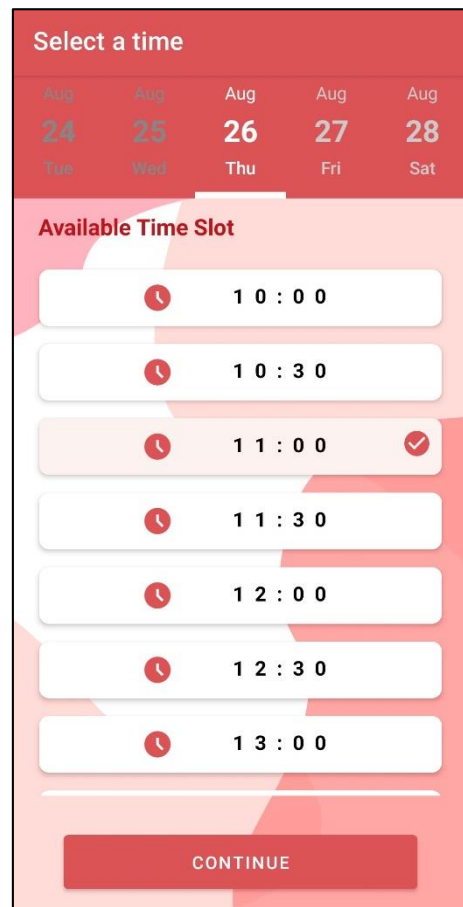 Select a time
Aug Aug Aug Aug Aug
24 25 26 27 28
Tue Wed Thu Fri Sat
Available Time Slot
10:00
10:30
11:00
11:30
12:00
12:30
13:00
CONTINUE